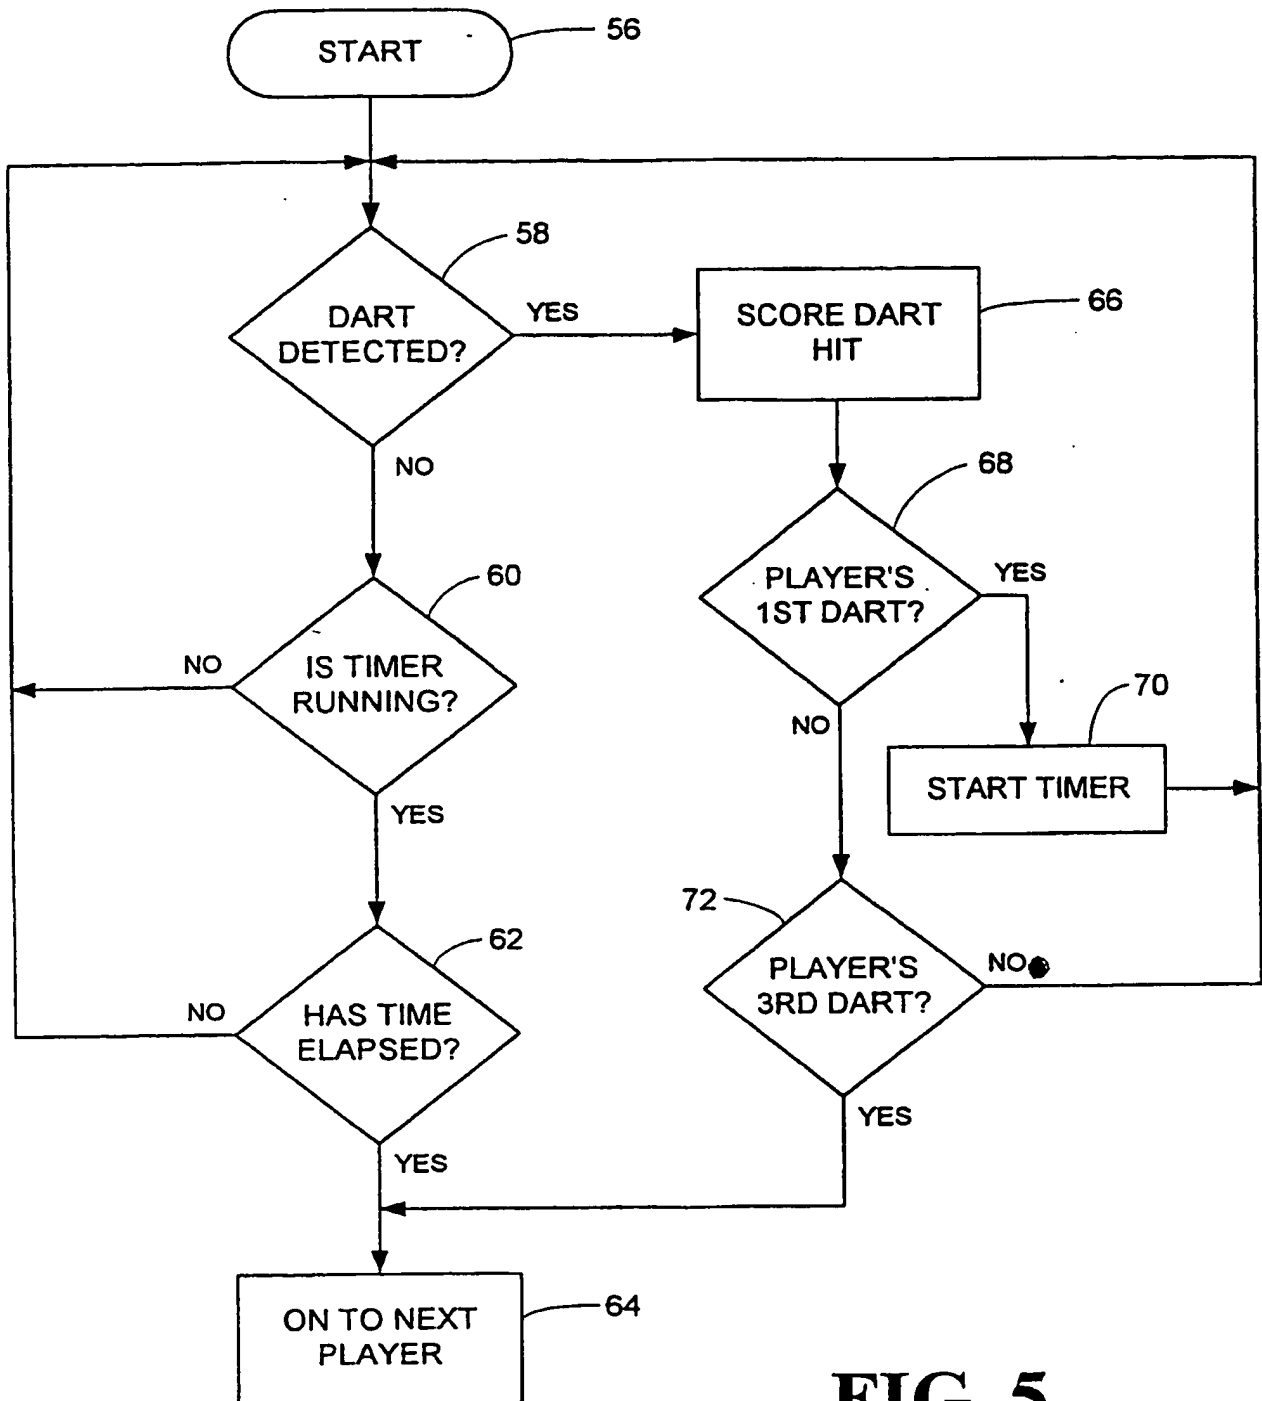 START
56
58
DART
DETECTED?
YES
NO
SCORE DART
HIT
66
68
PLAYER'S
1ST DART?
YES
NO
60
IS TIMER
RUNNING?
NO
YES
70
START TIMER
72
PLAYER'S
3RD DART?
NO
YES
62
HAS TIME
ELAPSED?
NO
YES
64
ON TO NEXT
PLAYER
FIG. 5